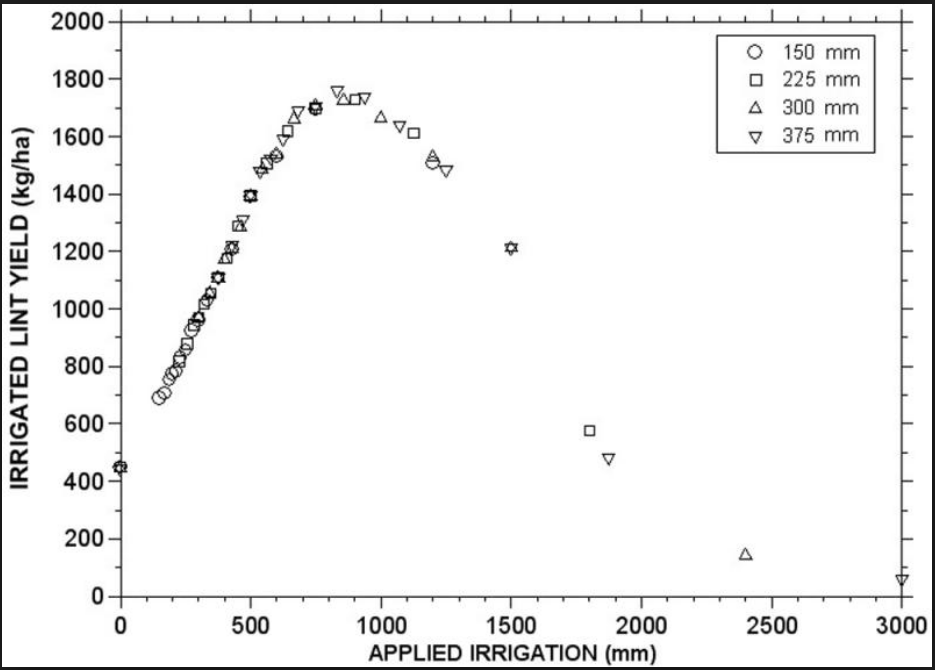 2000
1800
1600
1400
1200
1000
800
600
400
200
0
IRRIGATED LINT YIELD (kg/ha)
150 mm
225 mm
300 mm
375 mm
0 500 1000 1500 2000 2500 3000
APPLIED IRRIGATION (mm)